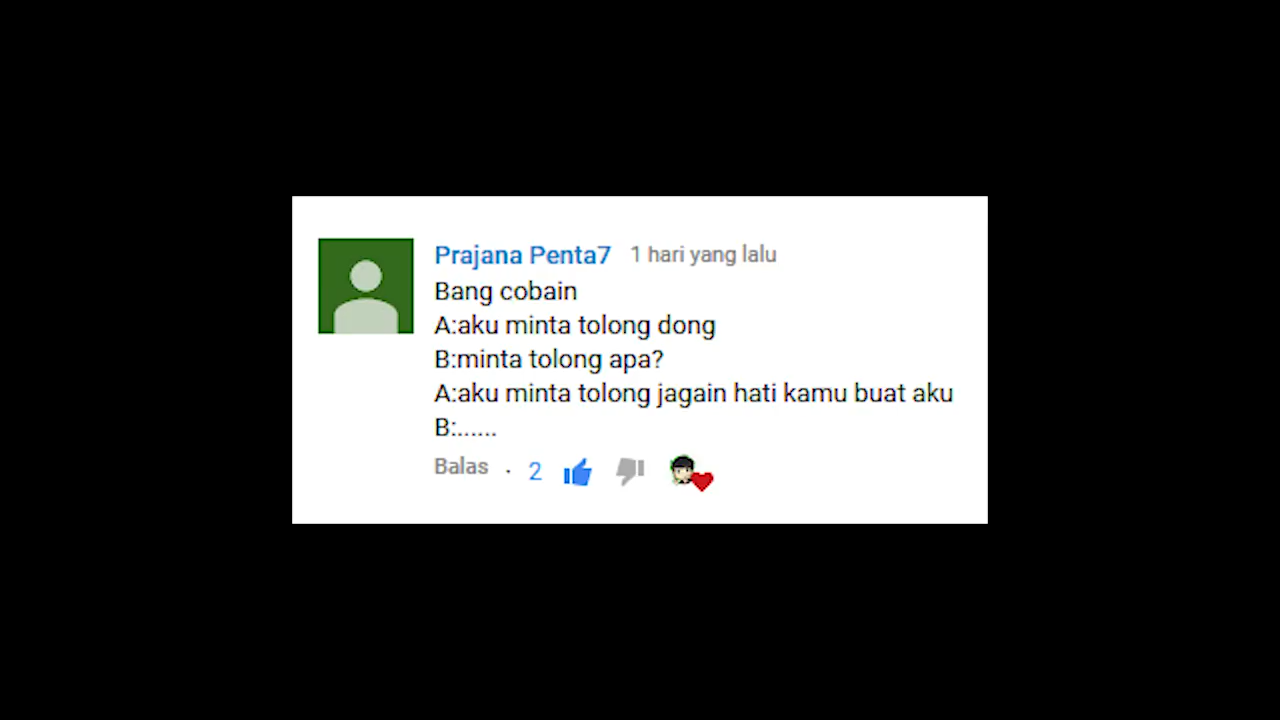 Prajana Penta7 1 hari yang lalu
Bang cobain
A:aku minta tolong dong
B:minta tolong apa?
A:aku minta tolong jagain hati kamu buat aku
B:......
Balas · 2